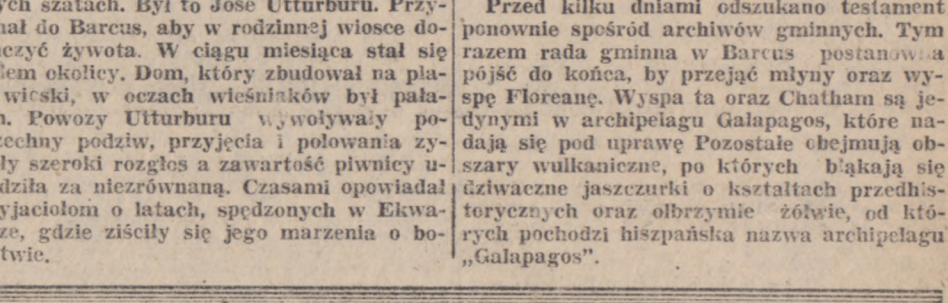 ych szatach. Był to Jose Utturburu. Przy-
nał do Barcus, aby w rodzinnej wiosce do-
czyć żywota. W ciągu miesiąca stał się
lem okolicy. Dom, który zbudował na pla-
wieski, w oczach wieśniaków był pała-
Powozy Utturburu wywoływały po-
zechny podziw, przyjęcia i polowania zy-
ły szeroki rozgłos a zawartość piwnicy u-
dziła za niezrównaną. Czasami opowiadał
yjaciołom o latach, spędzonych w Ekwa-
ze, gdzie ziściły się jego marzenia o bo-
twie.
Przed kilku dniami odszukano testament
ponownie spośród archiwów gminnych. Tym
razem rada gminna w Barcus postanowiła
pójść do końca, by przejąć młyny oraz wy-
spę Floreanę. Wyspa ta oraz Chatham są je-
dynymi w archipelagu Galapagos, które na-
dają się pod uprawę Pozostałe obejmują ob-
szary wulkaniczne, po których błąkają się
dziwaczne jaszczurki o kształtach przedhis-
torycznych oraz olbrzymie żółwie, od któ-
rych pochodzi hiszpańska nazwa archipelagu
„Galapagos”.